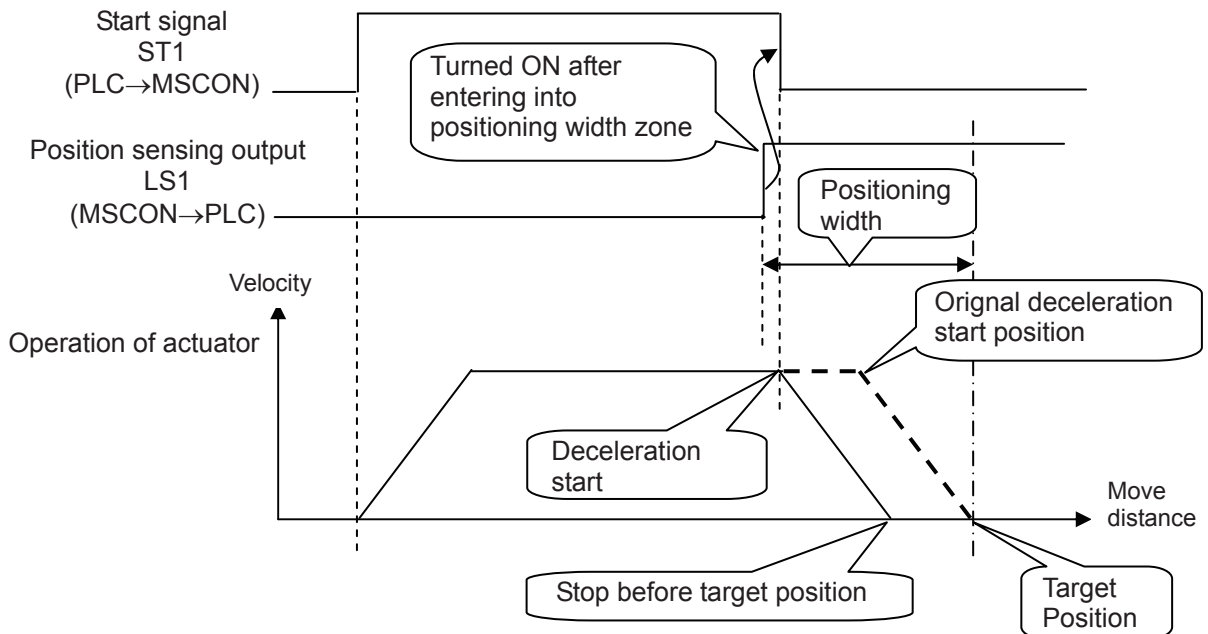 Start signal
ST1
(PLC→MSCON)
Turned ON after
entering into
positioning width zone
Position sensing output
LS1
(MSCON→PLC)
Positioning
width
Velocity
Orignal deceleration
start position
Operation of actuator
Deceleration
start
Move
distance
Stop before target position
Target
Position